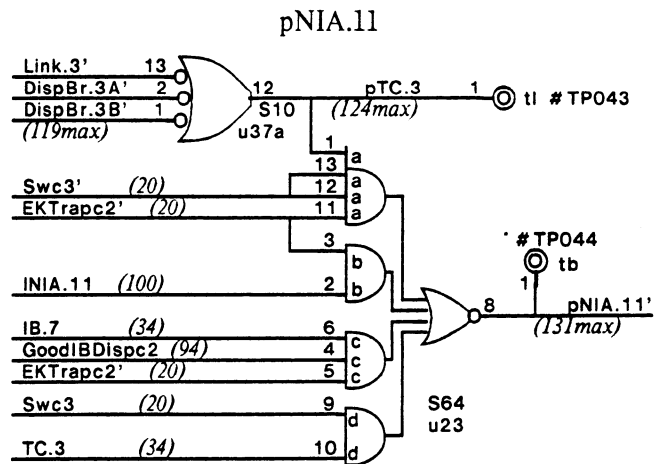 pNIA.11
Link.3' 13
DispBr.3A' 2
DispBr.3B' 1
(119max)
12
S10
u37a
pTC.3
(124max)
1
tl #TP043
1 a
13 a
Swc3' (20) 12 a
EKTrapc2' (20) 11 a
3 b
INIA.11 (100) 2 b
#TP044
tb
1
8
pNIA.11'
(131max)
IB.7 (34) 6 c
GoodIBDispc2 (94) 4 c
EKTrapc2' (20) 5 c
Swc3 (20) 9 d
TC.3 (34) 10 d
S64
u23